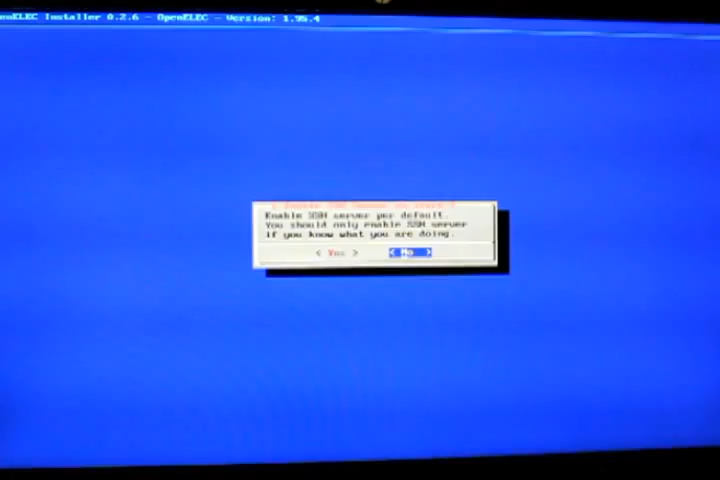 nELEC Installer 0.2.6 - OpenELEC - Version: 1.95.4
Enable SSH server per default.
You should only enable SSH server
if you know what you are doing.
< Yes > < No >